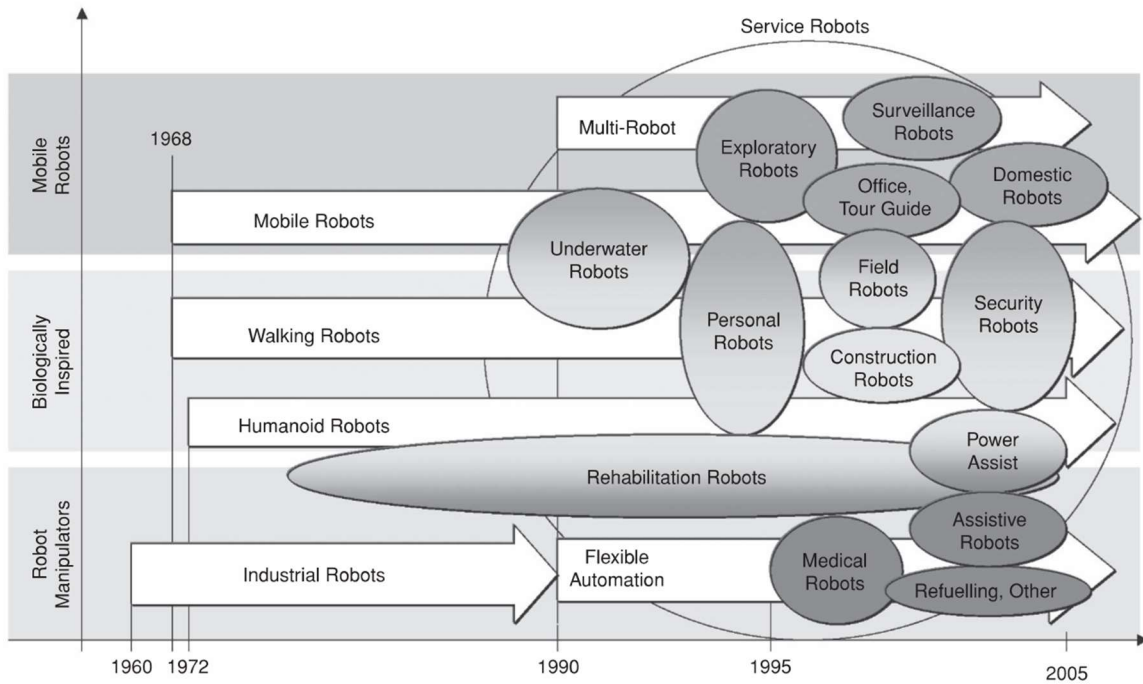 Service Robots
Mobile
Robots
1968
Multi-Robot
Exploratory
Robots
Surveillance
Robots
Office,
Tour Guide
Domestic
Robots
Mobile Robots
Underwater
Robots
Biologically
Inspired
Walking Robots
Personal
Robots
Field
Robots
Security
Robots
Construction
Robots
Humanoid Robots
Power
Assist
Robot
Manipulators
Rehabilitation Robots
Assistive
Robots
Industrial Robots
Flexible
Automation
Medical
Robots
Refuelling, Other
1960
1972
1990
1995
2005